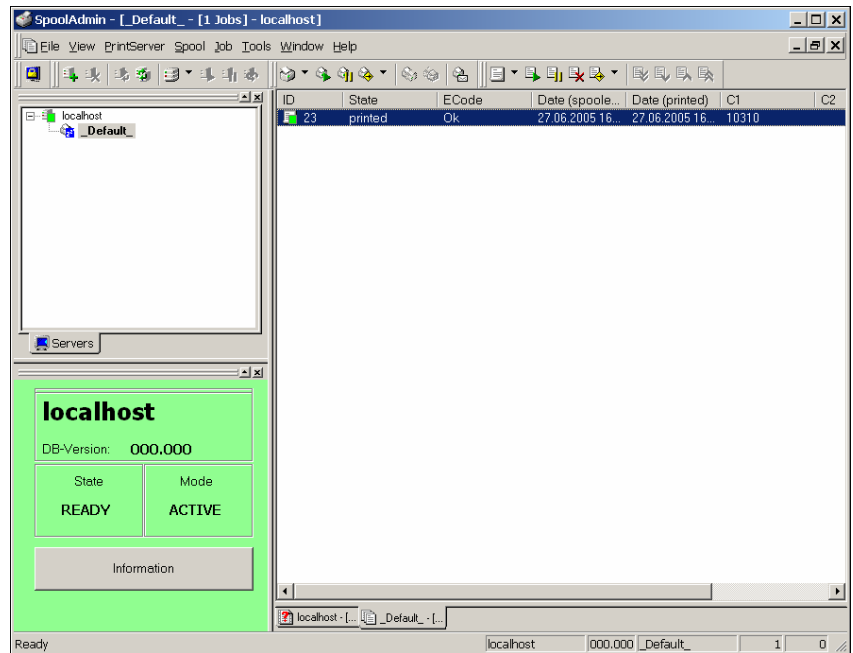 SpoolAdmin - [_Default_ - [1 Jobs] - localhost]
File View PrintServer Spool Job Tools Window Help
localhost
_Default_
Servers
ID State ECode Date (spoole... Date (printed) C1 C2
23 printed Ok 27.06.2005 16... 27.06.2005 16... 10310
localhost
DB-Version: 000.000
State Mode
READY ACTIVE
Information
localhost - [... _Default_ - [...
Ready localhost 000.000 _Default_ 1 0